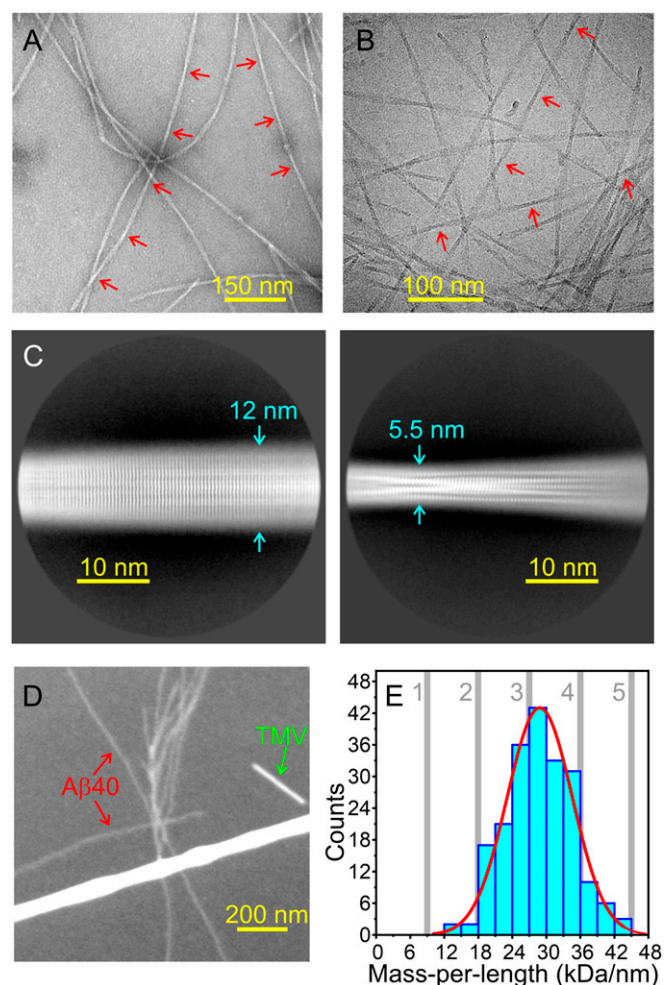 A
150 nm
B
100 nm
C
12 nm
10 nm
5.5 nm
10 nm
D
Aβ40
TMV
200 nm
E
1 2 3 4 5
48
42
36
30
24
18
12
6
0
Counts
0 6 12 18 24 30 36 42 48
Mass-per-length (kDa/nm)